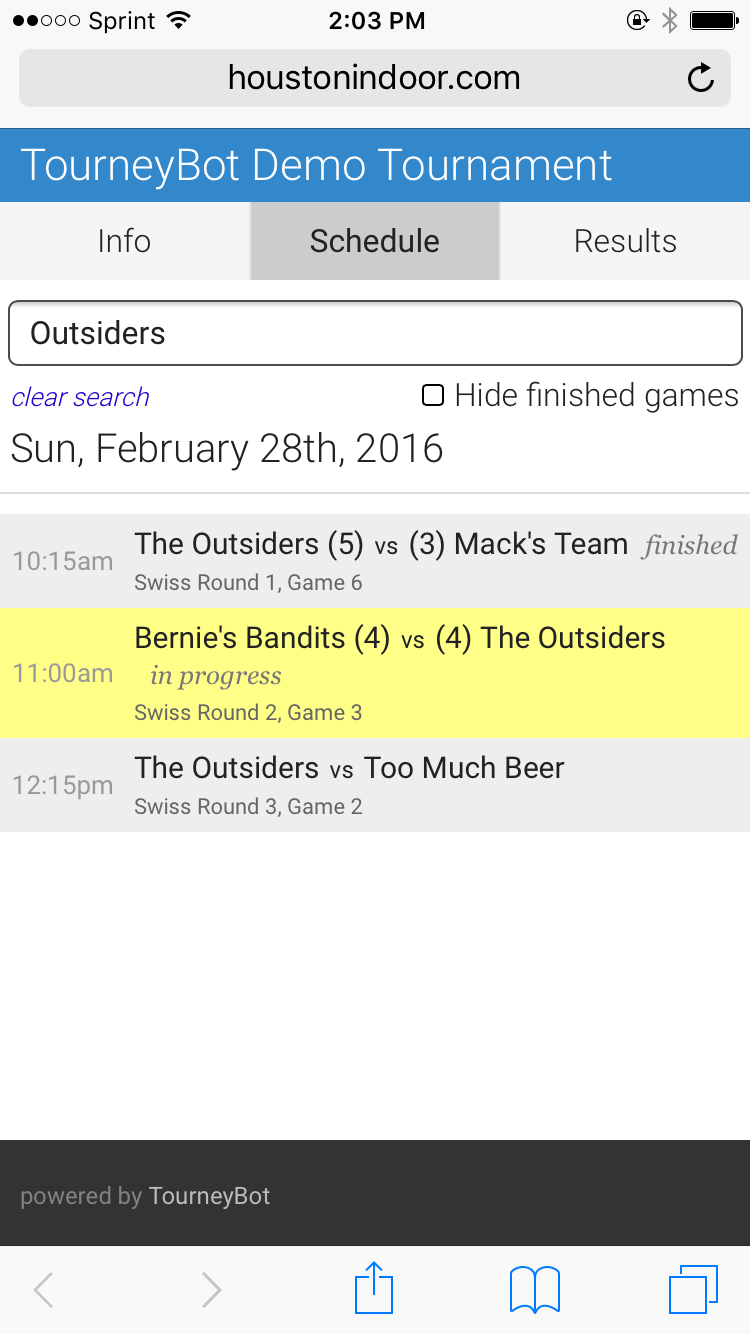 Sprint 2:03 PM
houstonindoor.com
TourneyBot Demo Tournament
Info Schedule Results
Outsiders
clear search Hide finished games
Sun, February 28th, 2016
10:15am The Outsiders (5) vs (3) Mack's Team finished
Swiss Round 1, Game 6
11:00am Bernie's Bandits (4) vs (4) The Outsiders
in progress
Swiss Round 2, Game 3
12:15pm The Outsiders vs Too Much Beer
Swiss Round 3, Game 2
powered by TourneyBot